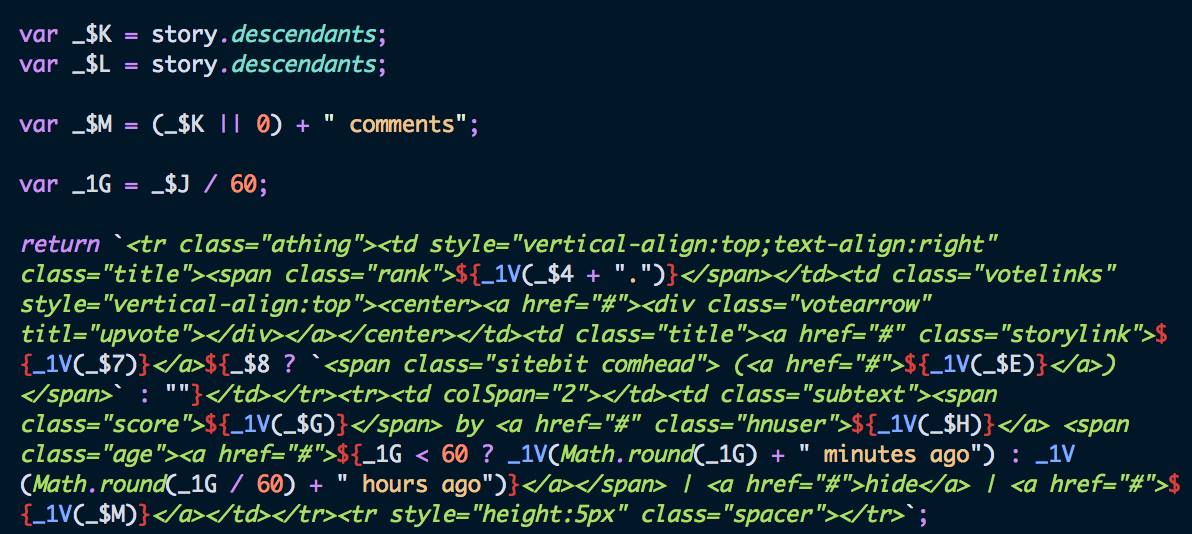 var _$K = story.descendants;
var _$L = story.descendants;
var _$M = (_$K || 0) + " comments";
var _1G = _$J / 60;
return `<tr class="athing"><td style="vertical-align:top;text-align:right"
class="title"><span class="rank">${_1V(_$4 + ".")}</span></td><td class="votelinks"
style="vertical-align:top"><center><a href="#"><div class="votearrow"
titl="upvote"></div></a></center></td><td class="title"><a href="#" class="storylink">$
{_1V(_$7)}</a>${_$8 ? `<span class="sitebit comhead"> (<a href="#">${_1V(_$E)}</a>)
</span>` : ""}</td></tr><tr><td colSpan="2"></td><td class="subtext"><span
class="score">${_1V(_$G)}</span> by <a href="#" class="hnuser">${_1V(_$H)}</a> <span
class="age"><a href="#">${_1G < 60 ? _1V(Math.round(_1G) + " minutes ago") : _1V
(Math.round(_1G / 60) + " hours ago")}</a></span> | <a href="#">hide</a> | <a href="#">$
{_1V(_$M)}</a></td></tr><tr style="height:5px" class="spacer"></tr>`;